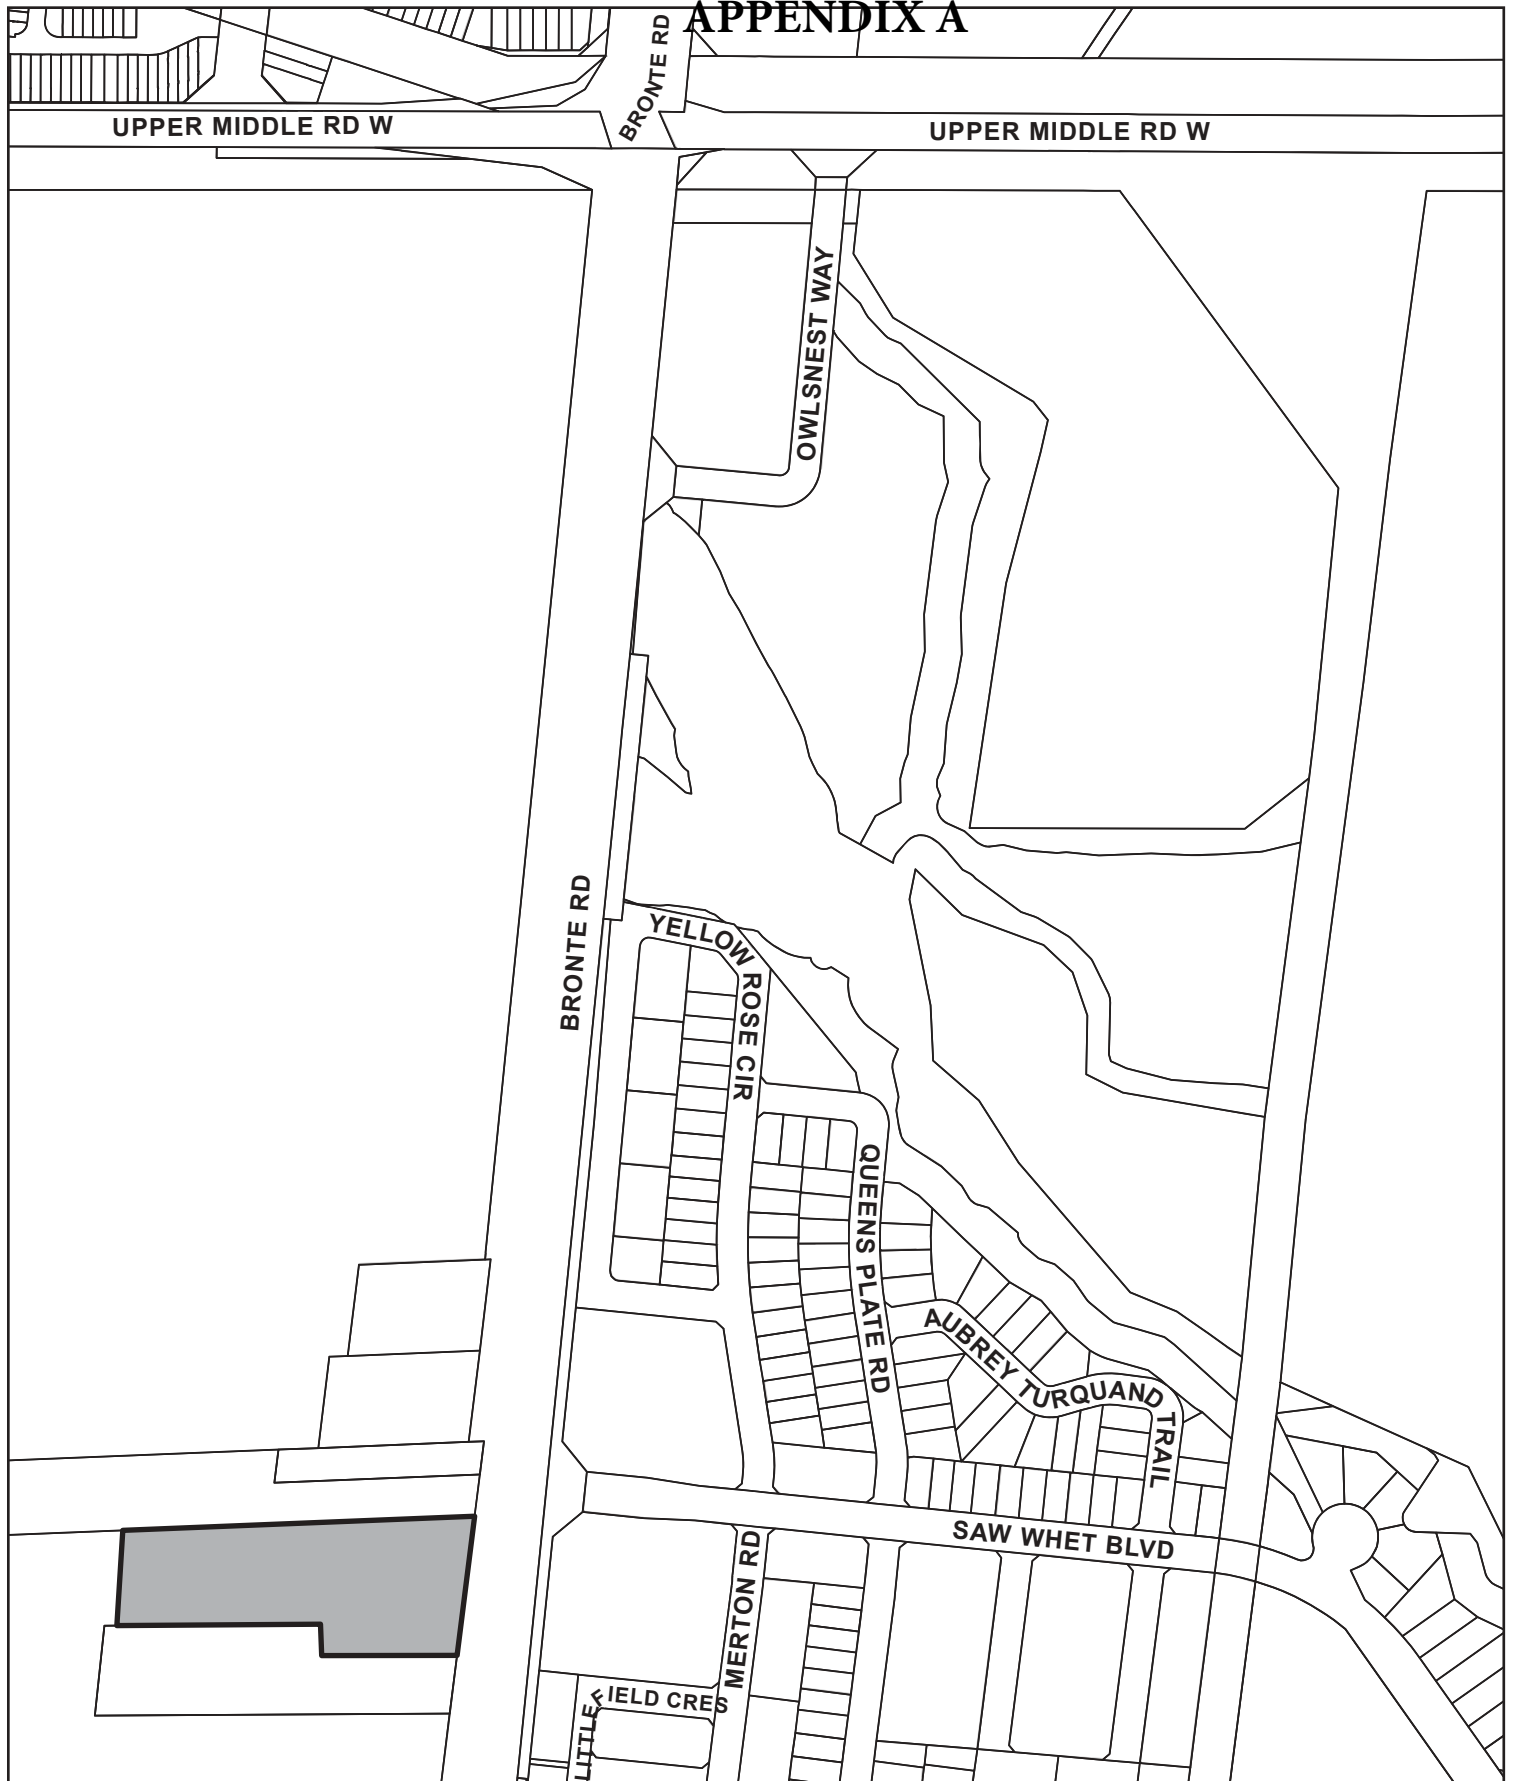 APPENDIX A
BRONTE RD
UPPER MIDDLE RD W
UPPER MIDDLE RD W
OWLSNEST WAY
BRONTE RD
YELLOW ROSE CIR
QUEENS PLATE RD
AUBREY TURQUAND TRAIL
SAW WHET BLVD
MERTON RD
LITTLEFIELD CRES